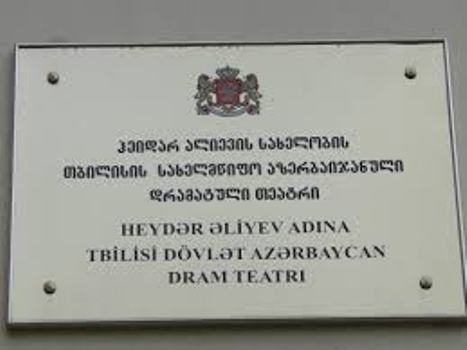 ჰეიდარ ალიევის სახელობის
თბილისის სახელმწიფო აზერბაიჯანული
დრამატული თეატრი
HEYDƏR ƏLİYEV ADINA
TBİLİSİ DÖVLƏT AZƏRBAYCAN
DRAM TEATRI